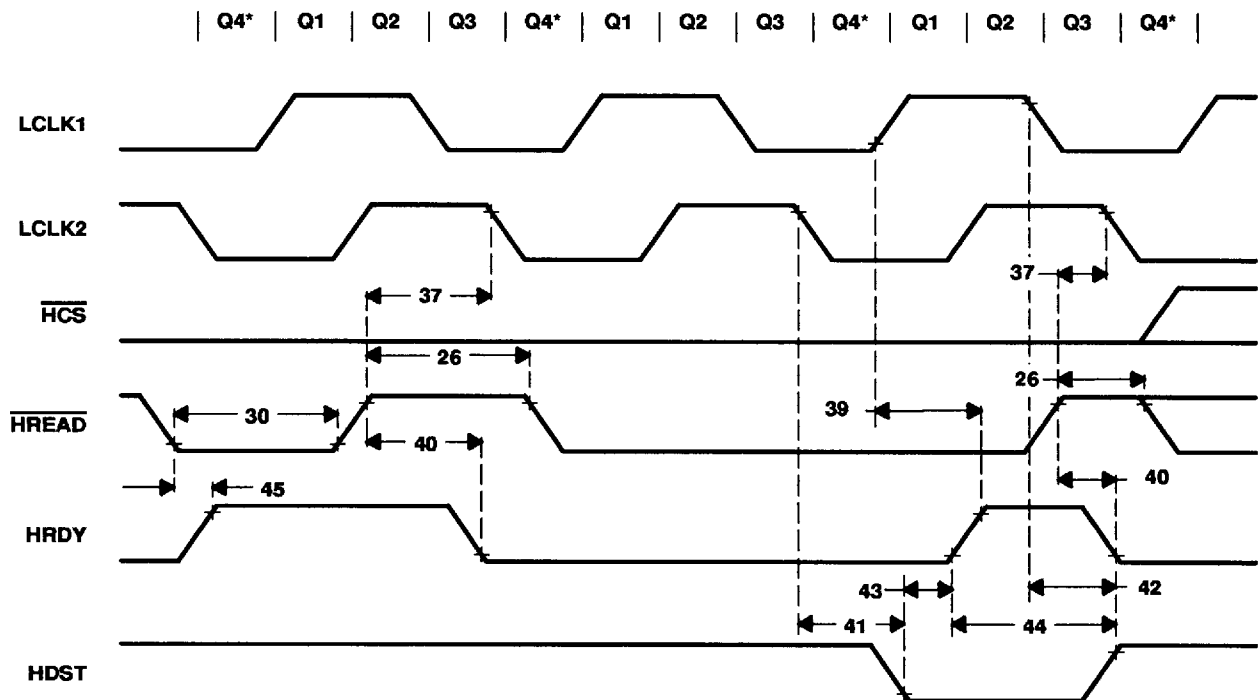 Q4* Q1 Q2 Q3 Q4* Q1 Q2 Q3 Q4* Q1 Q2 Q3 Q4*
LCLK1
LCLK2
37
HCS
37
26
26
HREAD
30
39
40
45
40
HRDY
43
42
41
44
HDST